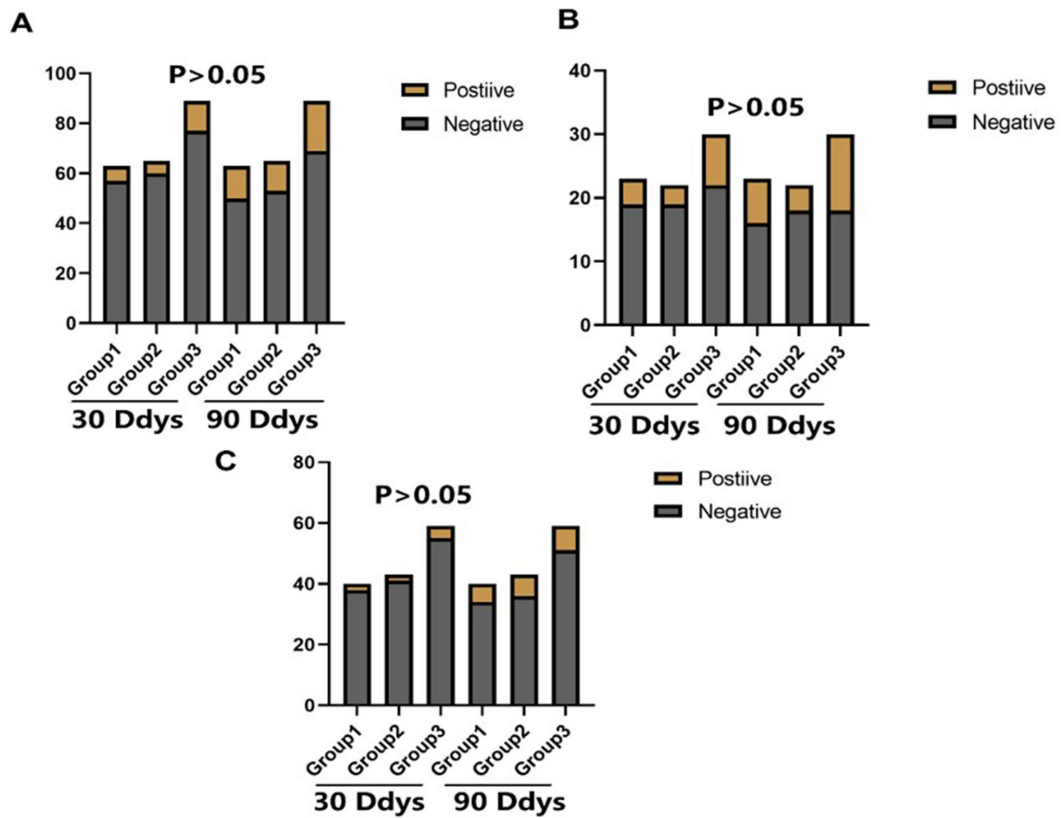 A
P>0.05
Postiive
Negative
100
80
60
40
20
0
Group1 Group2 Group3 Group1 Group2 Group3
30 Ddys 90 Ddys
B
P>0.05
Postiive
Negative
40
30
20
10
0
Group1 Group2 Group3 Group1 Group2 Group3
30 Ddys 90 Ddys
C
P>0.05
Postiive
Negative
80
60
40
20
0
Group1 Group2 Group3 Group1 Group2 Group3
30 Ddys 90 Ddys